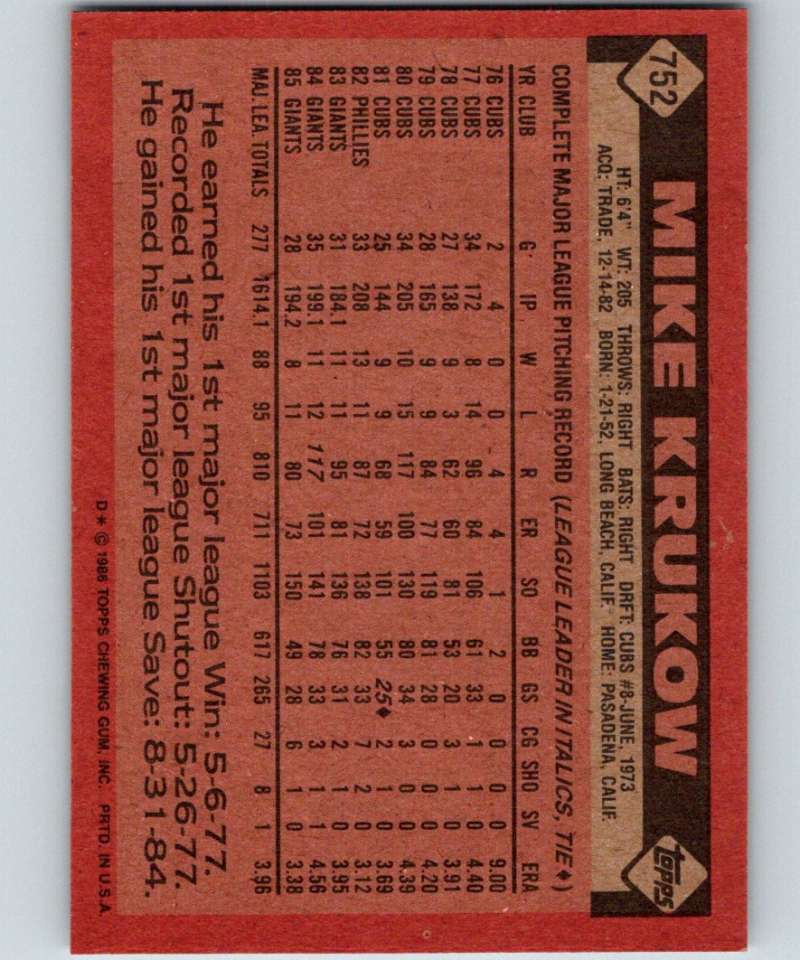 752
MIKE KRUKOW
topps
HT: 6'4" WT: 205 THROWS: RIGHT BATS: RIGHT DRFT: CUBS #8-JUNE, 1973
ACQ: TRADE, 12-14-82 BORN: 1-21-52, LONG BEACH, CALIF. HOME: PASADENA, CALIF.
COMPLETE MAJOR LEAGUE PITCHING RECORD (LEAGUE LEADER IN ITALICS, TIE♦)
YR CLUB G IP W L R ER SO BB GS CG SHO SV ERA
76 CUBS 2 4 0 0 4 4 1 2 0 0 0 0 9.00
77 CUBS 34 172 8 14 96 84 106 61 33 1 1 0 4.40
78 CUBS 27 138 9 3 62 60 81 53 20 3 1 0 3.91
79 CUBS 28 165 9 9 84 77 119 81 28 0 0 0 4.20
80 CUBS 34 205 10 15 117 100 130 80 34 3 0 0 4.39
81 CUBS 25 144 9 9 68 59 101 55 25♦ 2 1 0 3.69
82 PHILLIES 33 208 13 11 87 72 138 82 33 7 2 0 3.12
83 GIANTS 31 184.1 11 11 95 81 136 76 31 2 1 0 3.95
84 GIANTS 35 199.1 11 12 117 101 141 78 33 3 1 1 4.56
85 GIANTS 28 194.2 8 11 80 73 150 49 28 6 1 0 3.38
MAJ. LEA. TOTALS 277 1614.1 88 95 810 711 1103 617 265 27 8 1 3.96
He earned his 1st major league Win: 5-6-77.
Recorded 1st major league Shutout: 5-26-77.
He gained his 1st major league Save: 8-31-84.
D* © 1986 TOPPS CHEWING GUM, INC. PRTD. IN U.S.A.